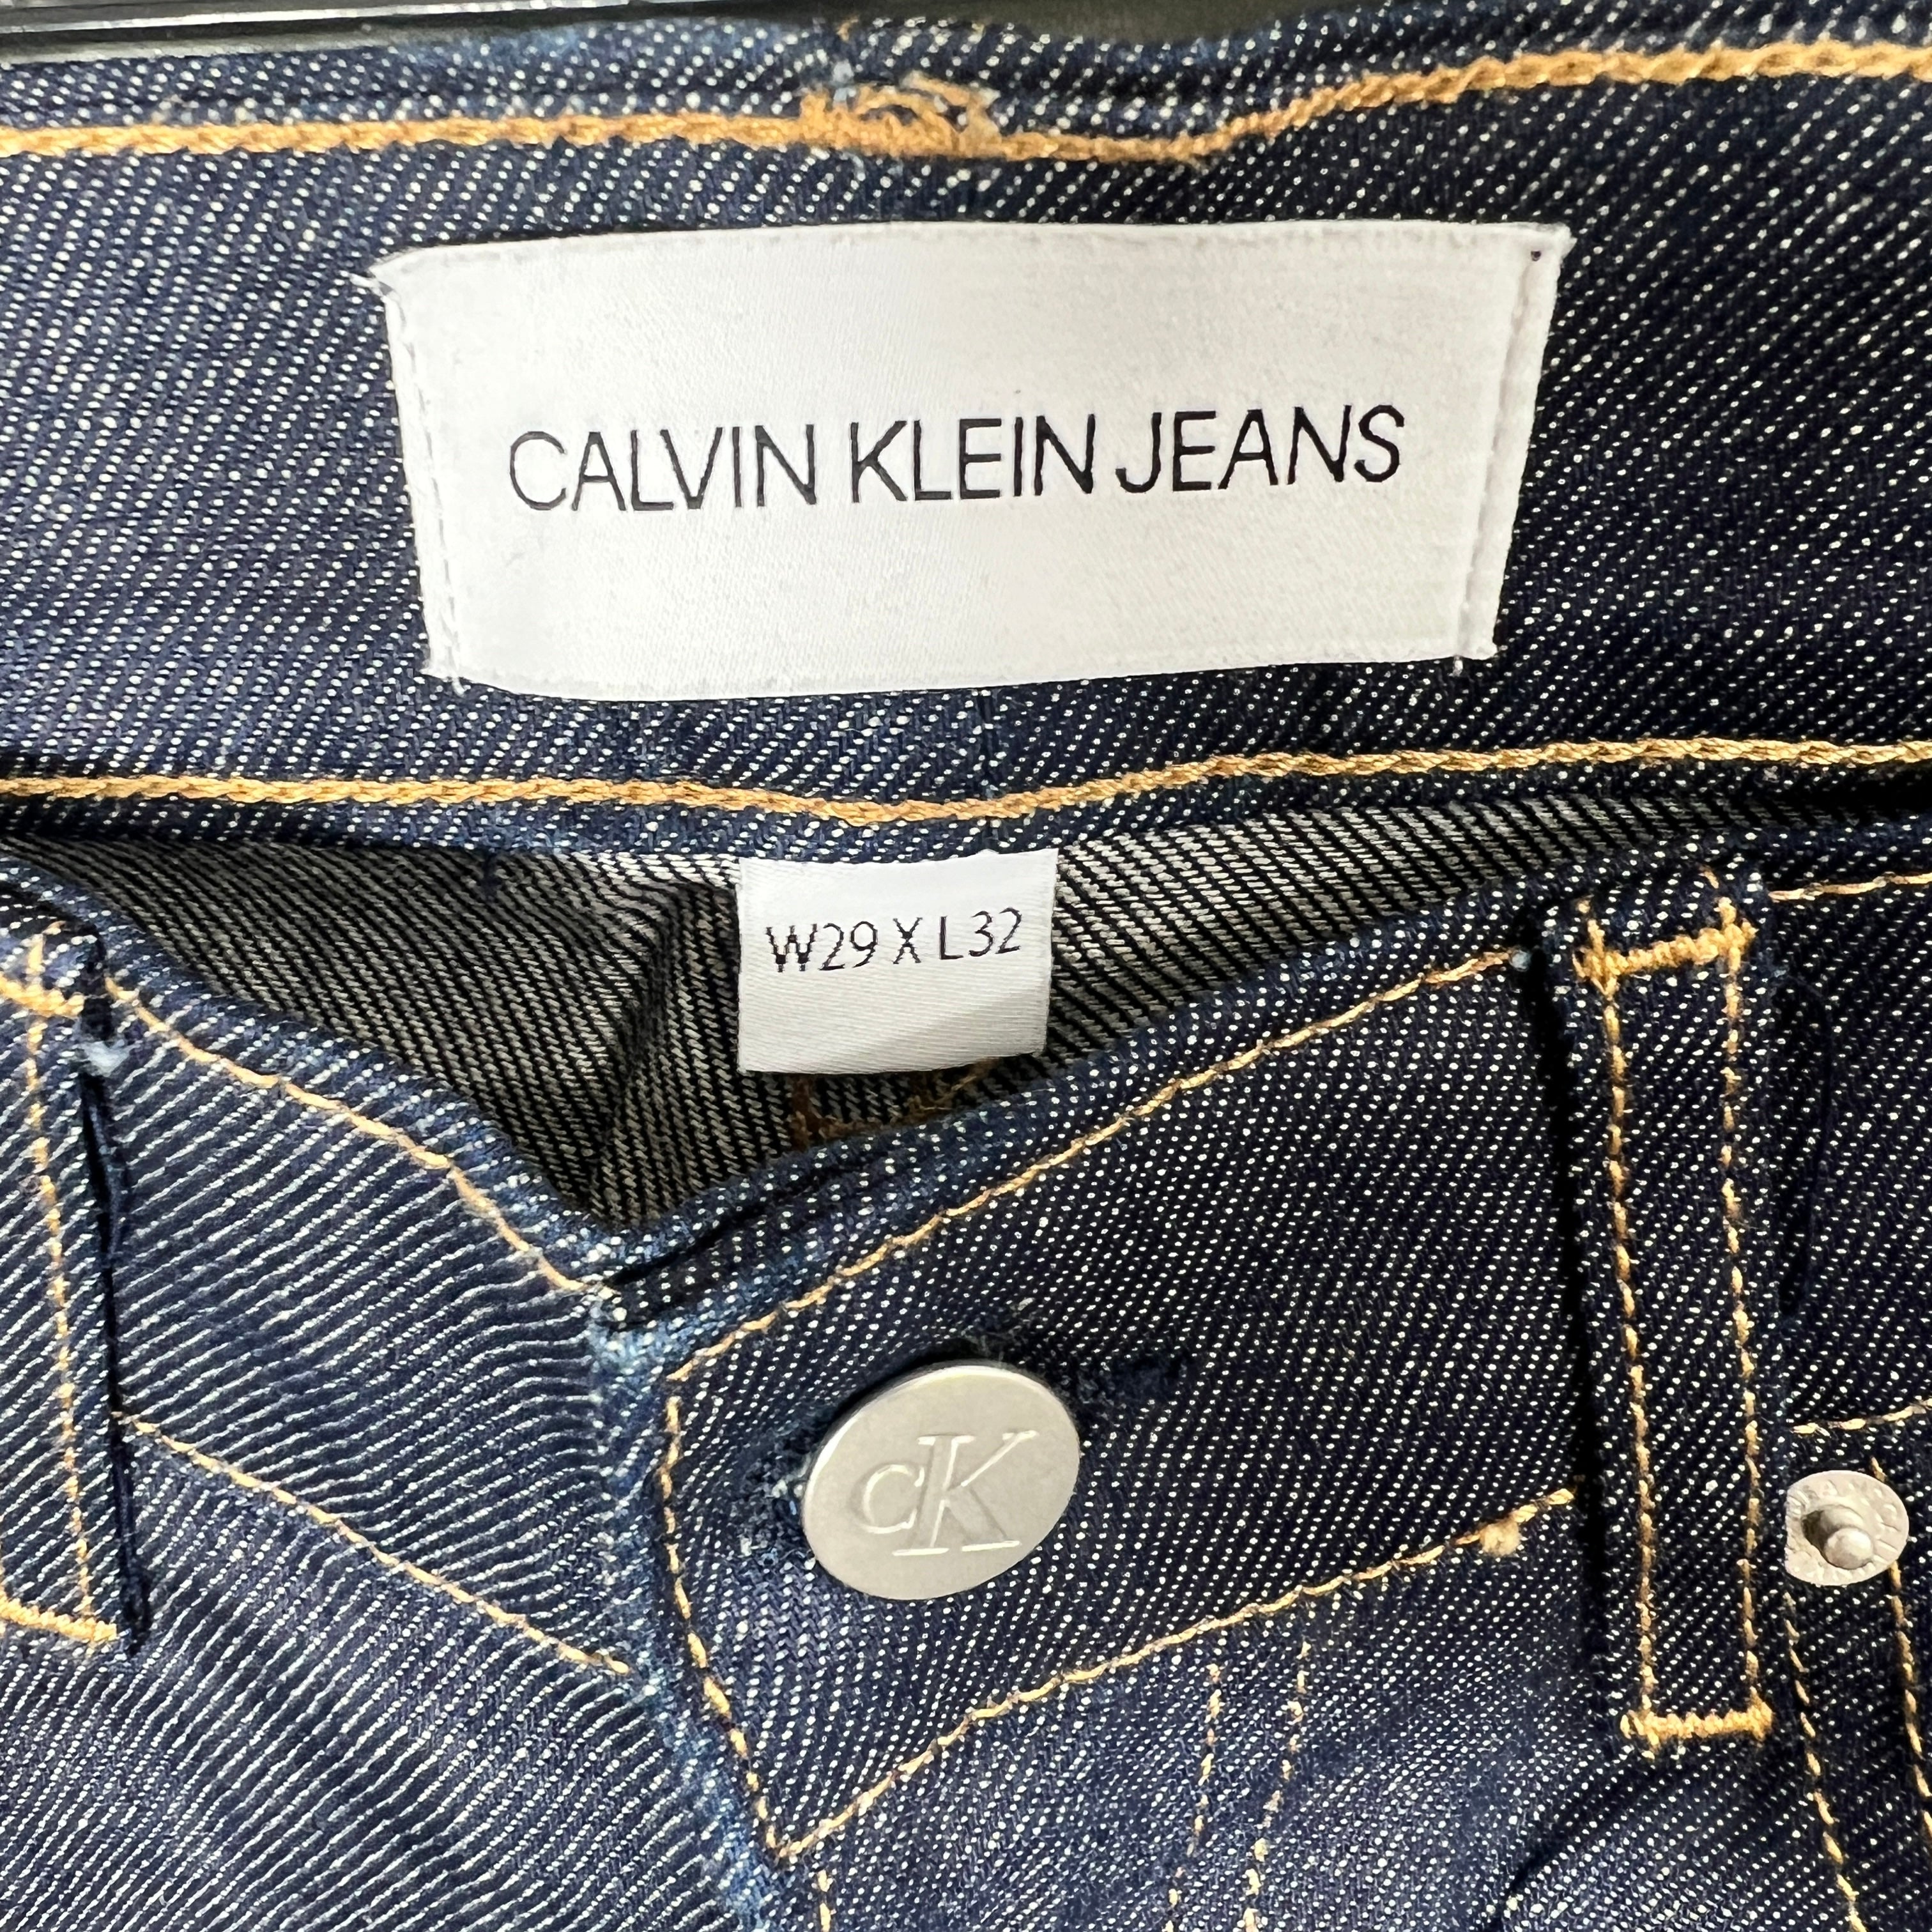 CALVIN KLEIN JEANS
W29 X L32
cK